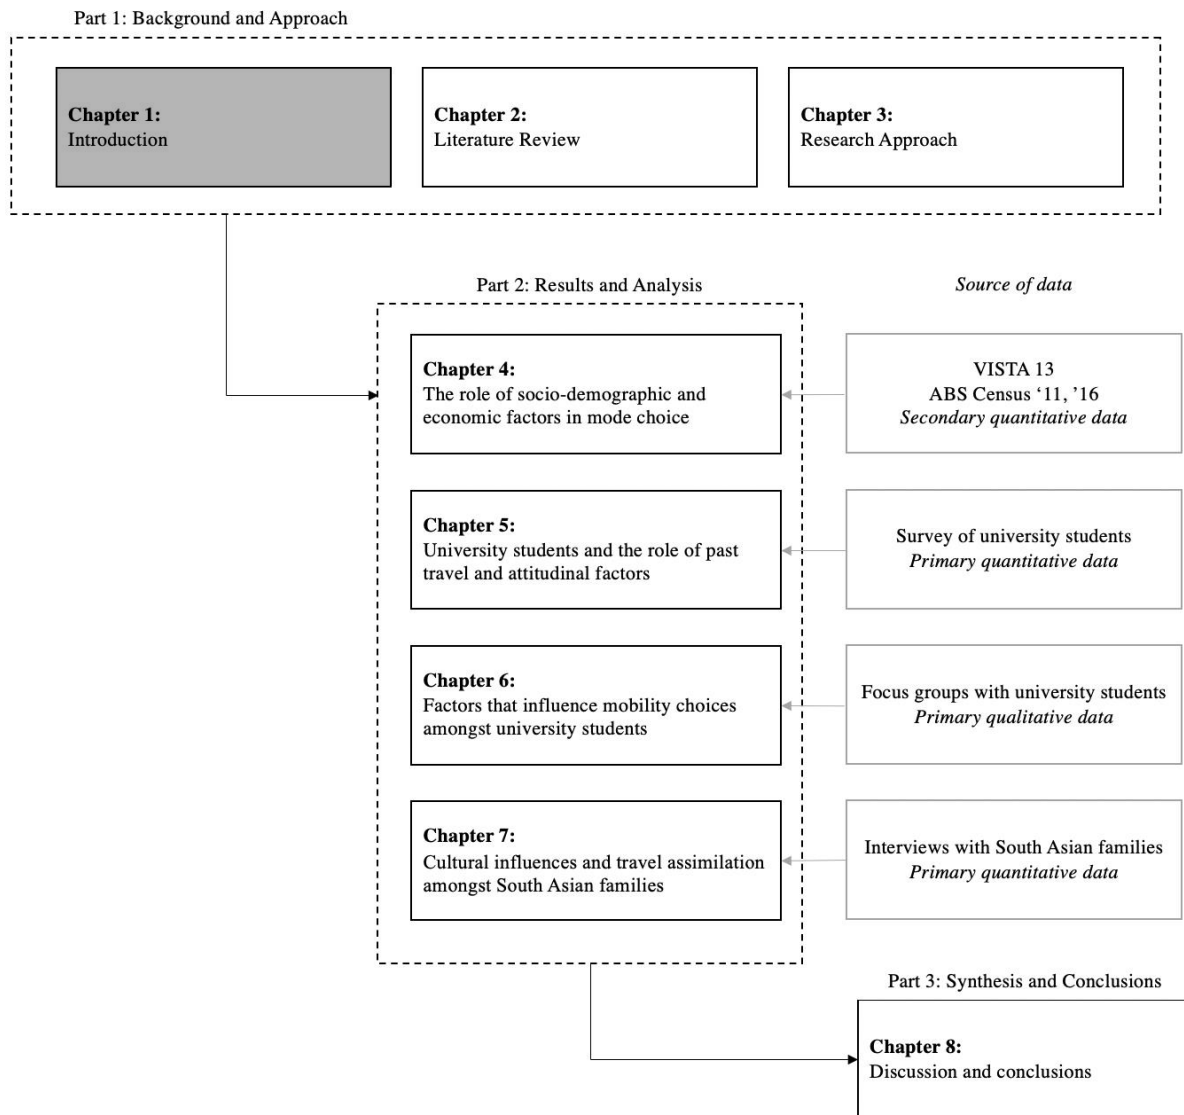 Part 1: Background and Approach
Chapter 1:
Introduction
Chapter 2:
Literature Review
Chapter 3:
Research Approach
Part 2: Results and Analysis
Source of data
Chapter 4:
The role of socio-demographic and
economic factors in mode choice
VISTA 13
ABS Census ‘11, ’16
Secondary quantitative data
Chapter 5:
University students and the role of past
travel and attitudinal factors
Survey of university students
Primary quantitative data
Chapter 6:
Factors that influence mobility choices
amongst university students
Focus groups with university students
Primary qualitative data
Chapter 7:
Cultural influences and travel assimilation
amongst South Asian families
Interviews with South Asian families
Primary quantitative data
Part 3: Synthesis and Conclusions
Chapter 8:
Discussion and conclusions